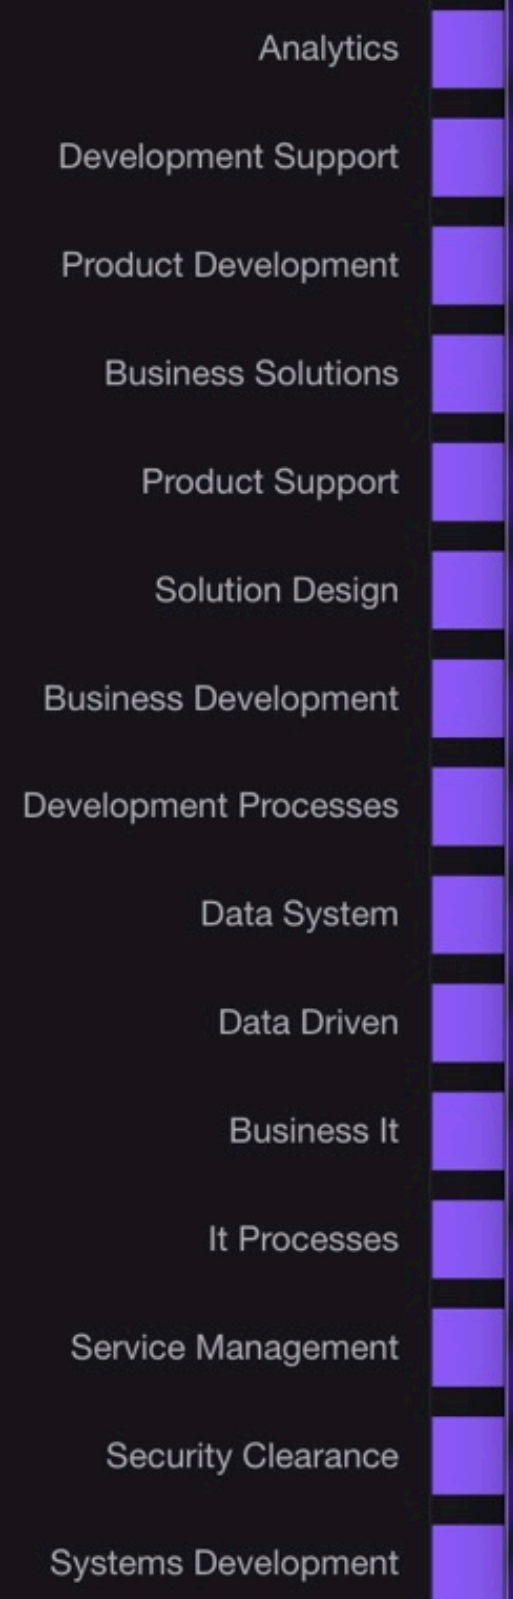 Analytics
Development Support
Product Development
Business Solutions
Product Support
Solution Design
Business Development
Development Processes
Data System
Data Driven
Business It
It Processes
Service Management
Security Clearance
Systems Development